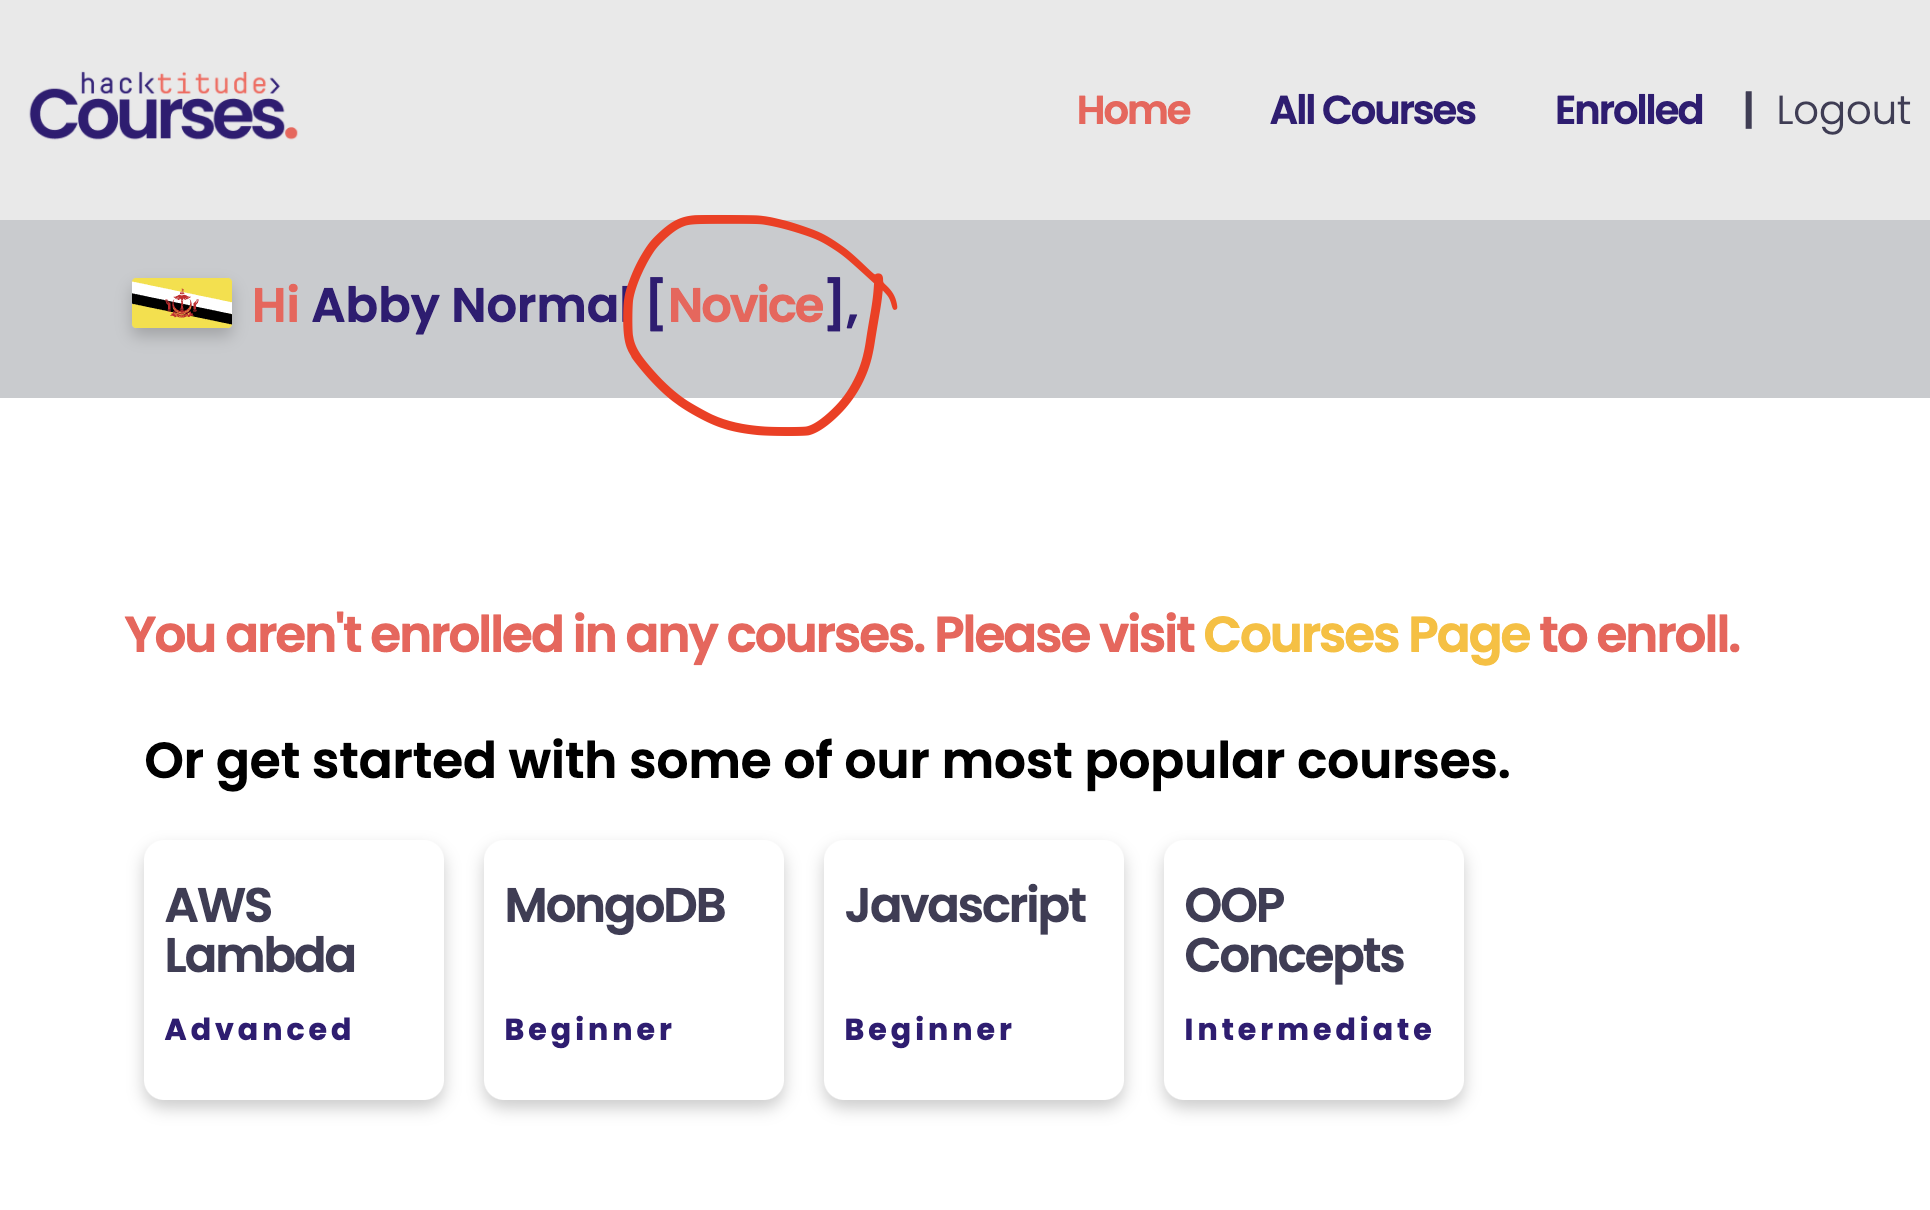 hack<titude>
Courses.
Home All Courses Enrolled | Logout
Hi Abby Normal [Novice],
You aren't enrolled in any courses. Please visit Courses Page to enroll.
Or get started with some of our most popular courses.
AWS
Lambda
Advanced
MongoDB
Beginner
Javascript
Beginner
OOP
Concepts
Intermediate